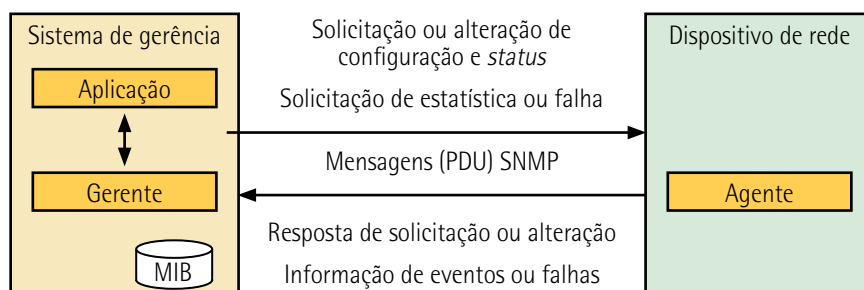 Sistema de gerência
Aplicação
Gerente
MIB
Solicitação ou alteração de
configuração e status
Solicitação de estatística ou falha
Mensagens (PDU) SNMP
Resposta de solicitação ou alteração
Informação de eventos ou falhas
Dispositivo de rede
Agente